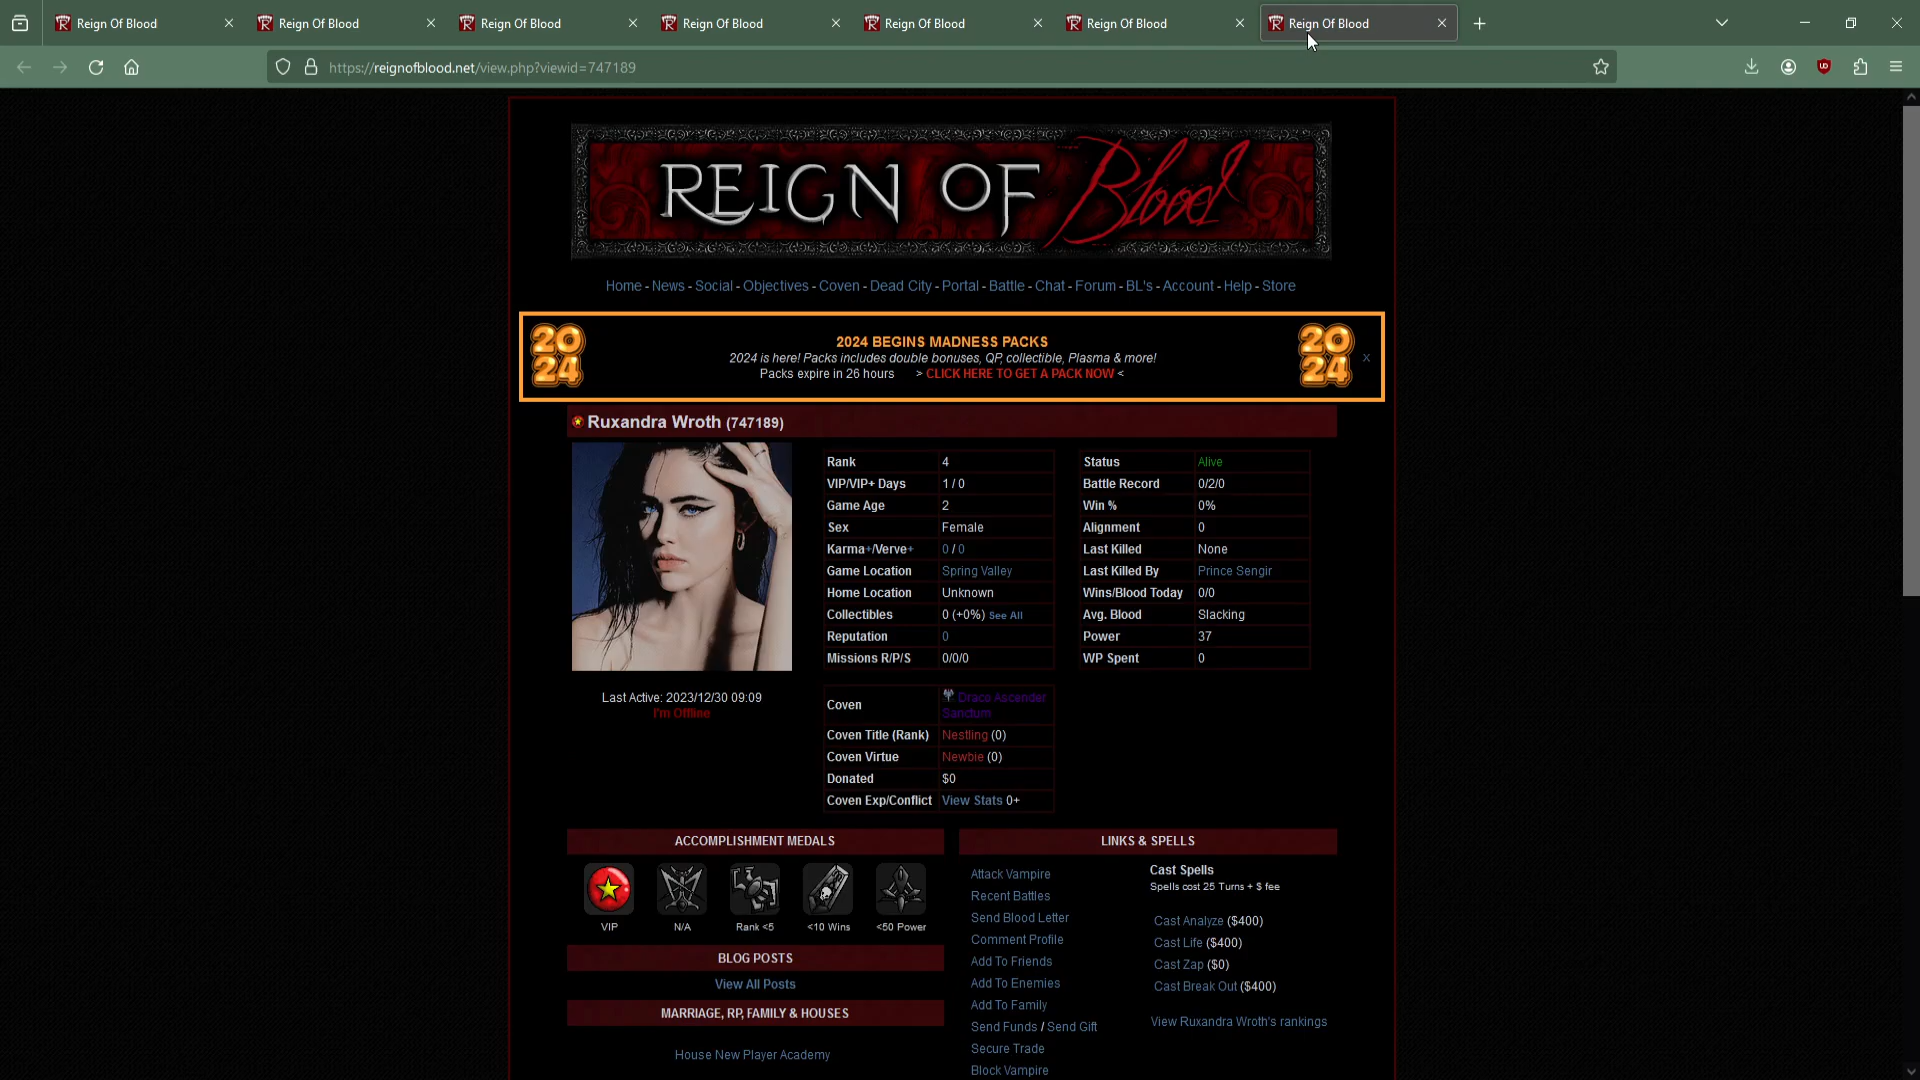 Reign Of Blood
Reign Of Blood
Reign Of Blood
Reign Of Blood
Reign Of Blood
Reign Of Blood
Reign Of Blood
https://reignofblood.net/view.php?viewid=747189
REIGN OF Blood
Home - News - Social - Objectives - Coven - Dead City - Portal - Battle - Chat - Forum - BL's - Account - Help - Store
2024
2024 BEGINS MADNESS PACKS
2024 is here! Packs includes double bonuses, QP, collectible, Plasma & more!
Packs expire in 26 hours > CLICK HERE TO GET A PACK NOW <
2024
X
Ruxandra Wroth (747189)
Rank 4
VIP/VIP+ Days 1 / 0
Game Age 2
Sex Female
Karma+/Verve+ 0 / 0
Game Location Spring Valley
Home Location Unknown
Collectibles 0 (+0%) See All
Reputation 0
Missions R/P/S 0/0/0
Status Alive
Battle Record 0/2/0
Win % 0%
Alignment 0
Last Killed None
Last Killed By Prince Sengir
Wins/Blood Today 0/0
Avg. Blood Slacking
Power 37
WP Spent 0
Last Active: 2023/12/30 09:09
I'm Offline
Coven Draco Ascender
Sanctum
Coven Title (Rank) Nestling (0)
Coven Virtue Newbie (0)
Donated $0
Coven Exp/Conflict View Stats 0+
ACCOMPLISHMENT MEDALS
VIP N/A Rank <5 <10 Wins <50 Power
BLOG POSTS
View All Posts
MARRIAGE, RP, FAMILY & HOUSES
House New Player Academy
LINKS & SPELLS
Attack Vampire
Recent Battles
Send Blood Letter
Comment Profile
Add To Friends
Add To Enemies
Add To Family
Send Funds / Send Gift
Secure Trade
Block Vampire
Cast Spells
Spells cost 25 Turns + $ fee
Cast Analyze ($400)
Cast Life ($400)
Cast Zap ($0)
Cast Break Out ($400)
View Ruxandra Wroth's rankings